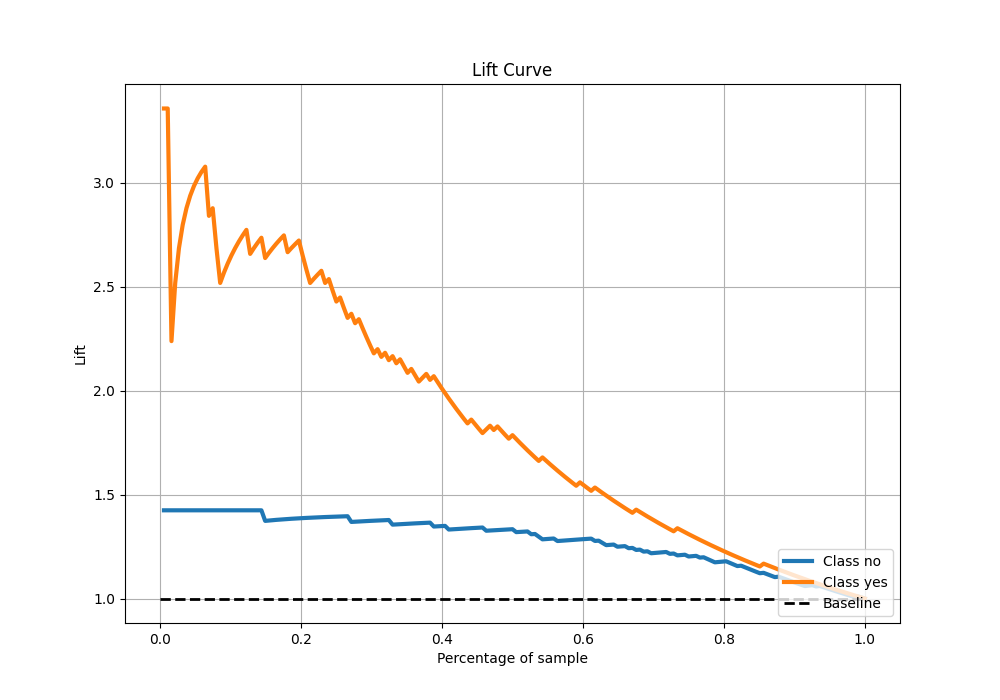 Lift Curve
Lift
3.0
2.5
2.0
1.5
1.0
0.0 0.2 0.4 0.6 0.8 1.0
Percentage of sample
Class no
Class yes
Baseline